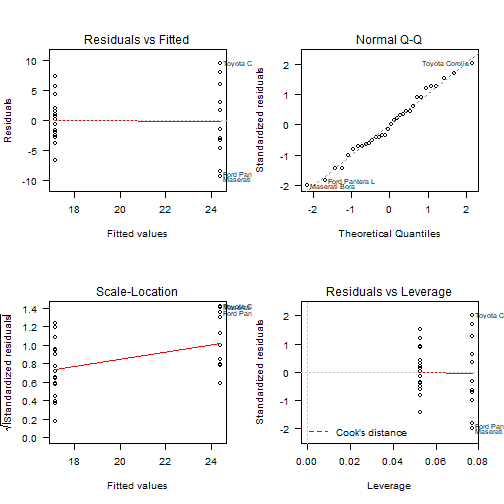 Residuals vs Fitted
Residuals
10
5
0
-5
-10
Toyota C
Ford Pan
Maserati
18
20
22
24
Fitted values
Normal Q-Q
Standardized residuals
2
1
0
-1
-2
Toyota Corolla
Ford Pantera L
Maserati Bora
-2
-1
0
1
2
Theoretical Quantiles
Scale-Location
√|Standardized residuals|
1.4
1.2
1.0
0.8
0.6
0.4
0.2
0.0
Toyota C
Ford Pan
18
20
22
24
Fitted values
Residuals vs Leverage
Standardized residuals
2
1
0
-1
-2
Toyota C
Ford Pan
Maserati
Cook's distance
0.00
0.02
0.04
0.06
0.08
Leverage